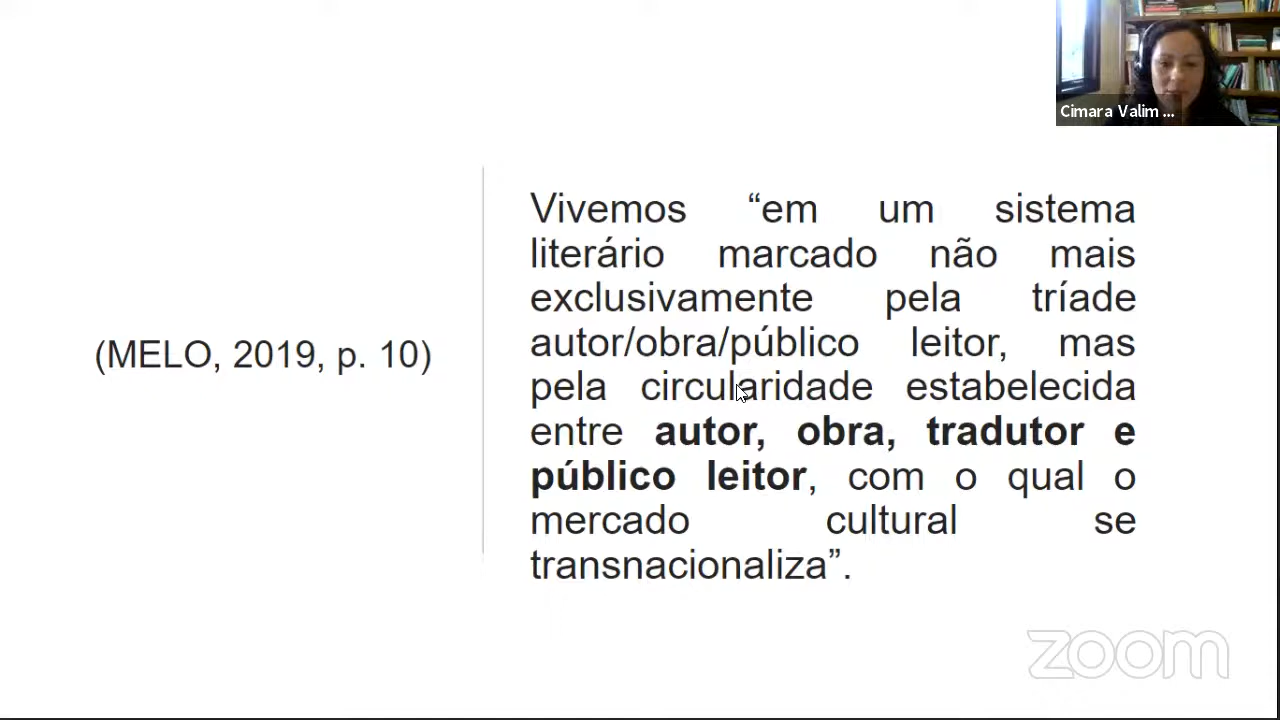 Cimara Valim ...
(MELO, 2019, p. 10)
Vivemos “em um sistema
literário marcado não mais
exclusivamente pela tríade
autor/obra/público leitor, mas
pela circularidade estabelecida
entre autor, obra, tradutor e
público leitor, com o qual o
mercado cultural se
transnacionaliza”.
zoom